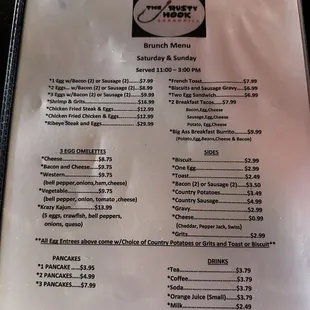 THE RUSTY
HOOK
Brunch Menu
Saturday & Sunday
Served 11:00 – 3:00 PM
*1 Egg w/Bacon (2) or Sausage (2).......$7.99
*2 Eggs... w/Bacon (2) or Sausage (2)...$8.99
*3 Eggs w/Bacon (2) or Sausage (2)......$9.99
*Shrimp & Grits..................$16.99
*Chicken Fried Steak & Eggs.........$12.99
*Chicken Fried Chicken & Eggs.......$12.99
*Ribeye Steak and Eggs..............$29.99
*French Toast.....................$7.99
*Biscuits and Sausage Gravy.......$6.99
*Two Egg Sandwich................$6.99
*2 Breakfast Tacos.......$7.99
Bacon,Egg,Cheese
Sausage,Egg,Cheese
Potato, Egg,Cheese
*Big Ass Breakfast Burrito.........$9.99
(Potato,Egg,Beans,Cheese & Bacon)
3 EGG OMELETTES
*Cheese.................$8.75
*Bacon and Cheese.....$9.75
*Western................$9.75
(bell pepper,onions,ham,cheese)
*Vegetable..............$9.75
(bell pepper, onion, tomato ,cheese)
*Krazy Kajun............$13.99
(5 eggs, crawfish, bell peppers,
onions, queso)
SIDES
*Biscuit.....................$2.99
*One Egg...................$2.99
*Toast......................$2.49
*Bacon (2) or Sausage (2)...$3.50
*Country Potatoes.........$3.49
*Country Sausage..........$4.99
*Gravy.....................$2.99
*Cheese....................$0.99
(Cheddar, Pepper Jack, Swiss)
*Grits......................$2.99
**All Egg Entrees above come w/Choice of Country Potatoes or Grits and Toast or Biscuit**
PANCAKES
*1 PANCAKE.....$3.95
*2 PANCAKES....$4.99
*3 PANCAKES....$7.99
DRINKS
*Tea........................$3.79
*Coffee.....................$3.79
*Soda.......................$3.79
*Orange Juice (Small).......$3.79
*Milk.......................$2.49